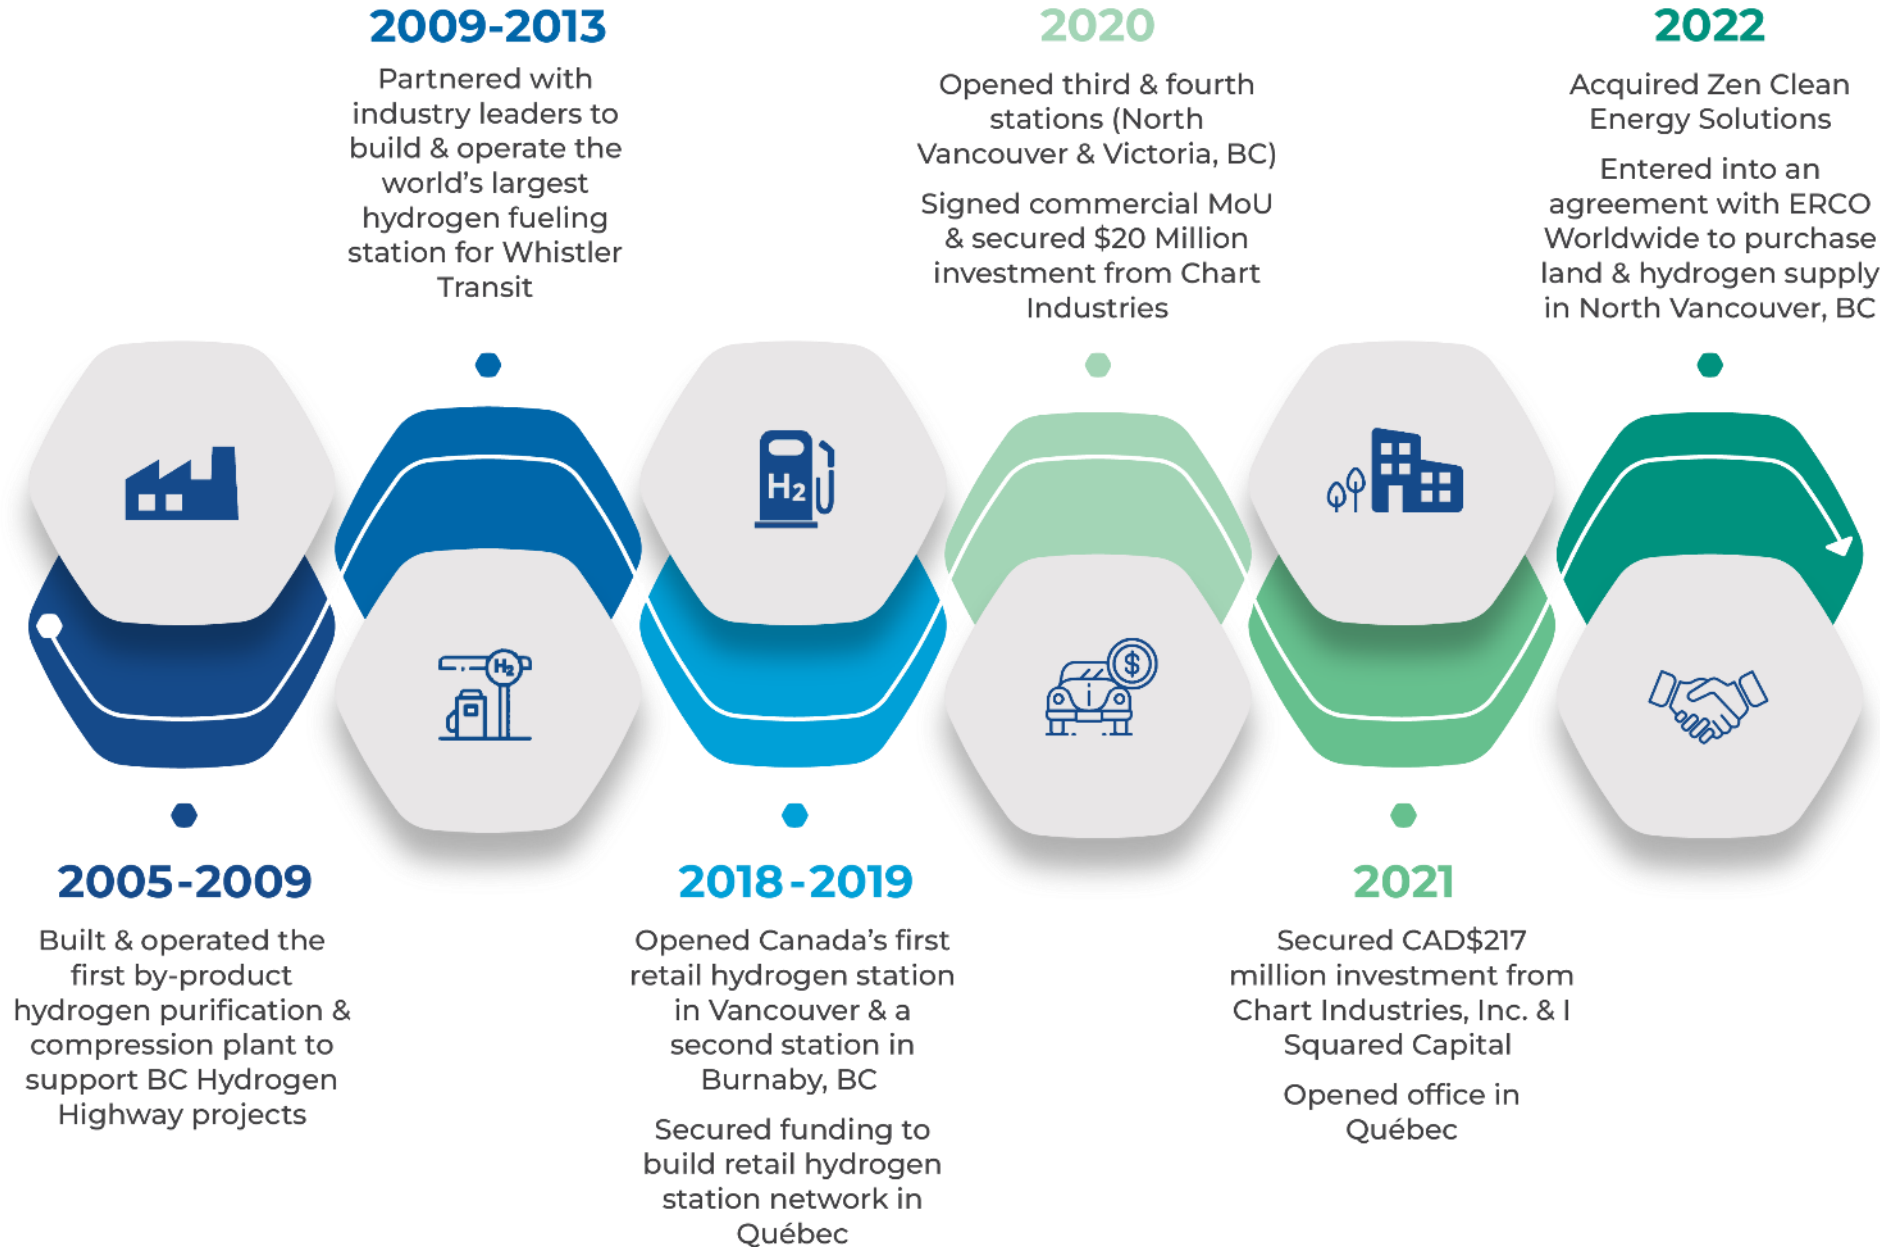 2009-2013
Partnered with
industry leaders to
build & operate the
world’s largest
hydrogen fueling
station for Whistler
Transit
2020
Opened third & fourth
stations (North
Vancouver & Victoria, BC)
Signed commercial MoU
& secured $20 Million
investment from Chart
Industries
2022
Acquired Zen Clean
Energy Solutions
Entered into an
agreement with ERCO
Worldwide to purchase
land & hydrogen supply
in North Vancouver, BC
H2
H2
$
2005-2009
Built & operated the
first by-product
hydrogen purification &
compression plant to
support BC Hydrogen
Highway projects
2018-2019
Opened Canada’s first
retail hydrogen station
in Vancouver & a
second station in
Burnaby, BC
Secured funding to
build retail hydrogen
station network in
Québec
2021
Secured CAD$217
million investment from
Chart Industries, Inc. & I
Squared Capital
Opened office in
Québec